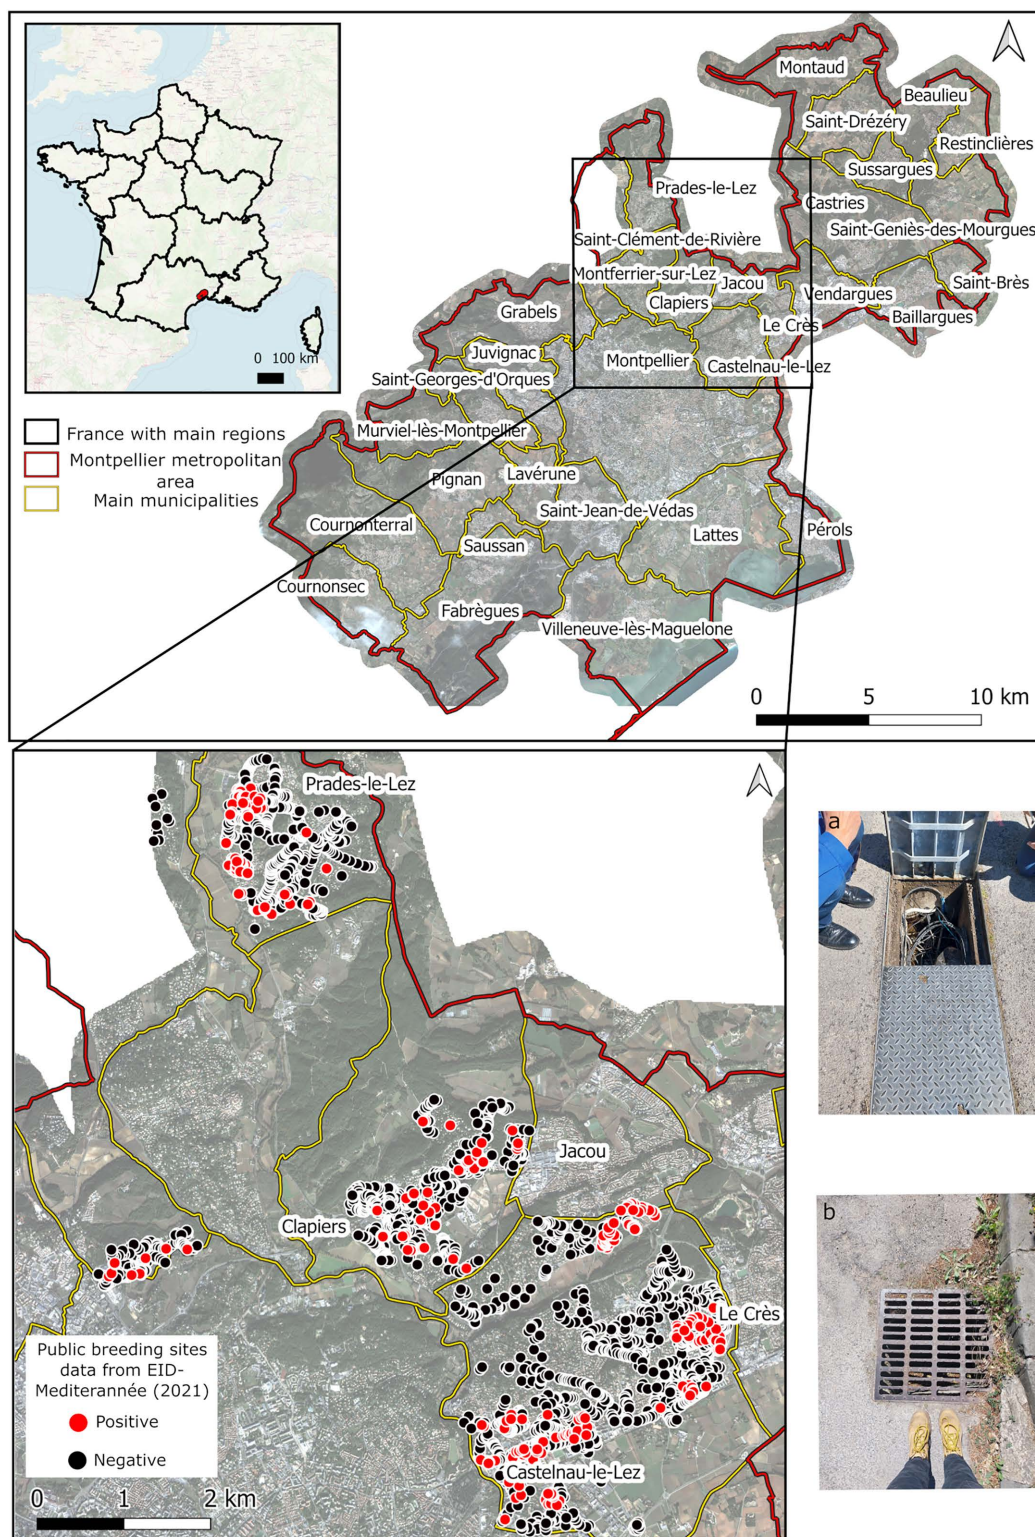 0 100 km
France with main regions
Montpellier metropolitan
area
Main municipalities
Montaud
Beaulieu
Saint-Drézéry
Restinclières
Sussargues
Prades-le-Lez
Castries
Saint-Geniès-des-Mourgues
Saint-Clément-de-Rivière
Montferrier-sur-Lez
Jacou
Saint-Brès
Vendargues
Clapiers
Grabels
Baillargues
Le Crès
Juvignac
Montpellier
Castelnau-le-Lez
Saint-Georges-d'Orques
Murviel-lès-Montpellier
Lavérune
Pignan
Saint-Jean-de-Védas
Cournonterral
Lattes
Pérols
Saussan
Cournonsec
Fabrègues
Villeneuve-lès-Maguelone
0 5 10 km
Prades-le-Lez
Jacou
Clapiers
Le Crès
Castelnau-le-Lez
Public breeding sites
data from EID-
Mediterannée (2021)
Positive
Negative
0 1 2 km
a
b